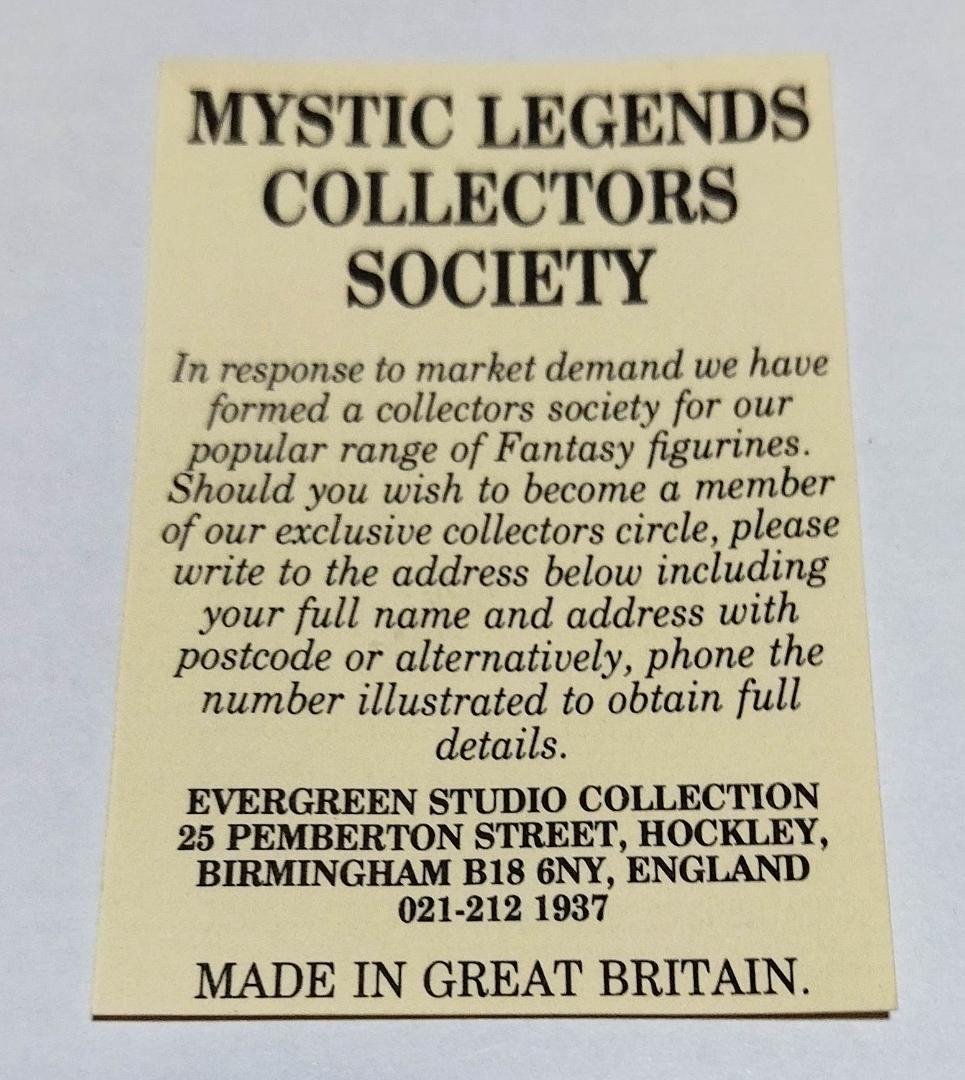 MYSTIC LEGENDS
COLLECTORS
SOCIETY
In response to market demand we have
formed a collectors society for our
popular range of Fantasy figurines.
Should you wish to become a member
of our exclusive collectors circle, please
write to the address below including
your full name and address with
postcode or alternatively, phone the
number illustrated to obtain full
details.
EVERGREEN STUDIO COLLECTION
25 PEMBERTON STREET, HOCKLEY,
BIRMINGHAM B18 6NY, ENGLAND
021-212 1937
MADE IN GREAT BRITAIN.